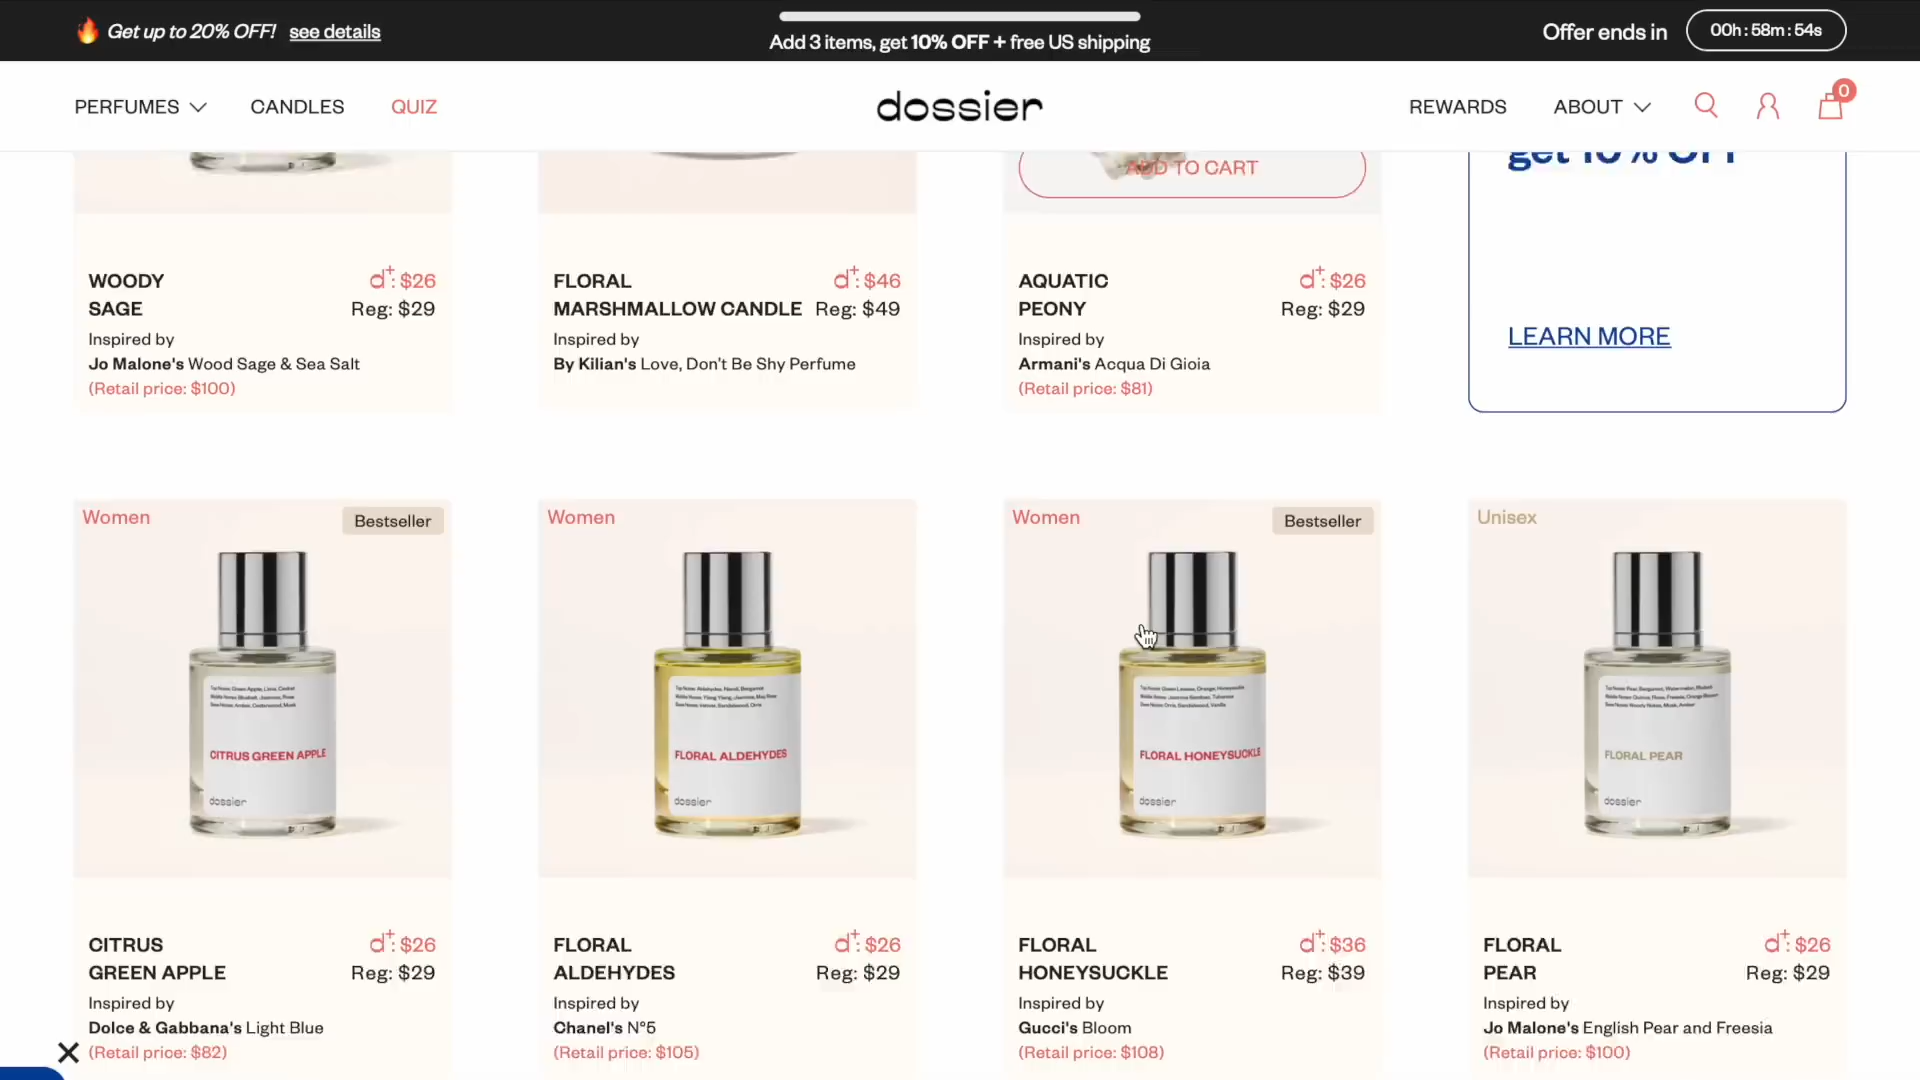 Get up to 20% OFF! see details
Add 3 items, get 10% OFF + free US shipping
Offer ends in 00h : 58m : 54s
PERFUMES
CANDLES
QUIZ
dossier
REWARDS
ABOUT
0
get 10% OFF
ADD TO CART
LEARN MORE
WOODY
SAGE
d+: $26
Reg: $29
Inspired by
Jo Malone's Wood Sage & Sea Salt
(Retail price: $100)
FLORAL
MARSHMALLOW CANDLE
d+: $46
Reg: $49
Inspired by
By Kilian's Love, Don't Be Shy Perfume
AQUATIC
PEONY
d+: $26
Reg: $29
Inspired by
Armani's Acqua Di Gioia
(Retail price: $81)
Women
Bestseller
CITRUS GREEN APPLE
dossier
CITRUS
GREEN APPLE
d+: $26
Reg: $29
Inspired by
Dolce & Gabbana's Light Blue
(Retail price: $82)
Women
FLORAL ALDEHYDES
dossier
FLORAL
ALDEHYDES
d+: $26
Reg: $29
Inspired by
Chanel's N°5
(Retail price: $105)
Women
Bestseller
FLORAL HONEYSUCKLE
dossier
FLORAL
HONEYSUCKLE
d+: $36
Reg: $39
Inspired by
Gucci's Bloom
(Retail price: $108)
Unisex
FLORAL PEAR
dossier
FLORAL
PEAR
d+: $26
Reg: $29
Inspired by
Jo Malone's English Pear and Freesia
(Retail price: $100)